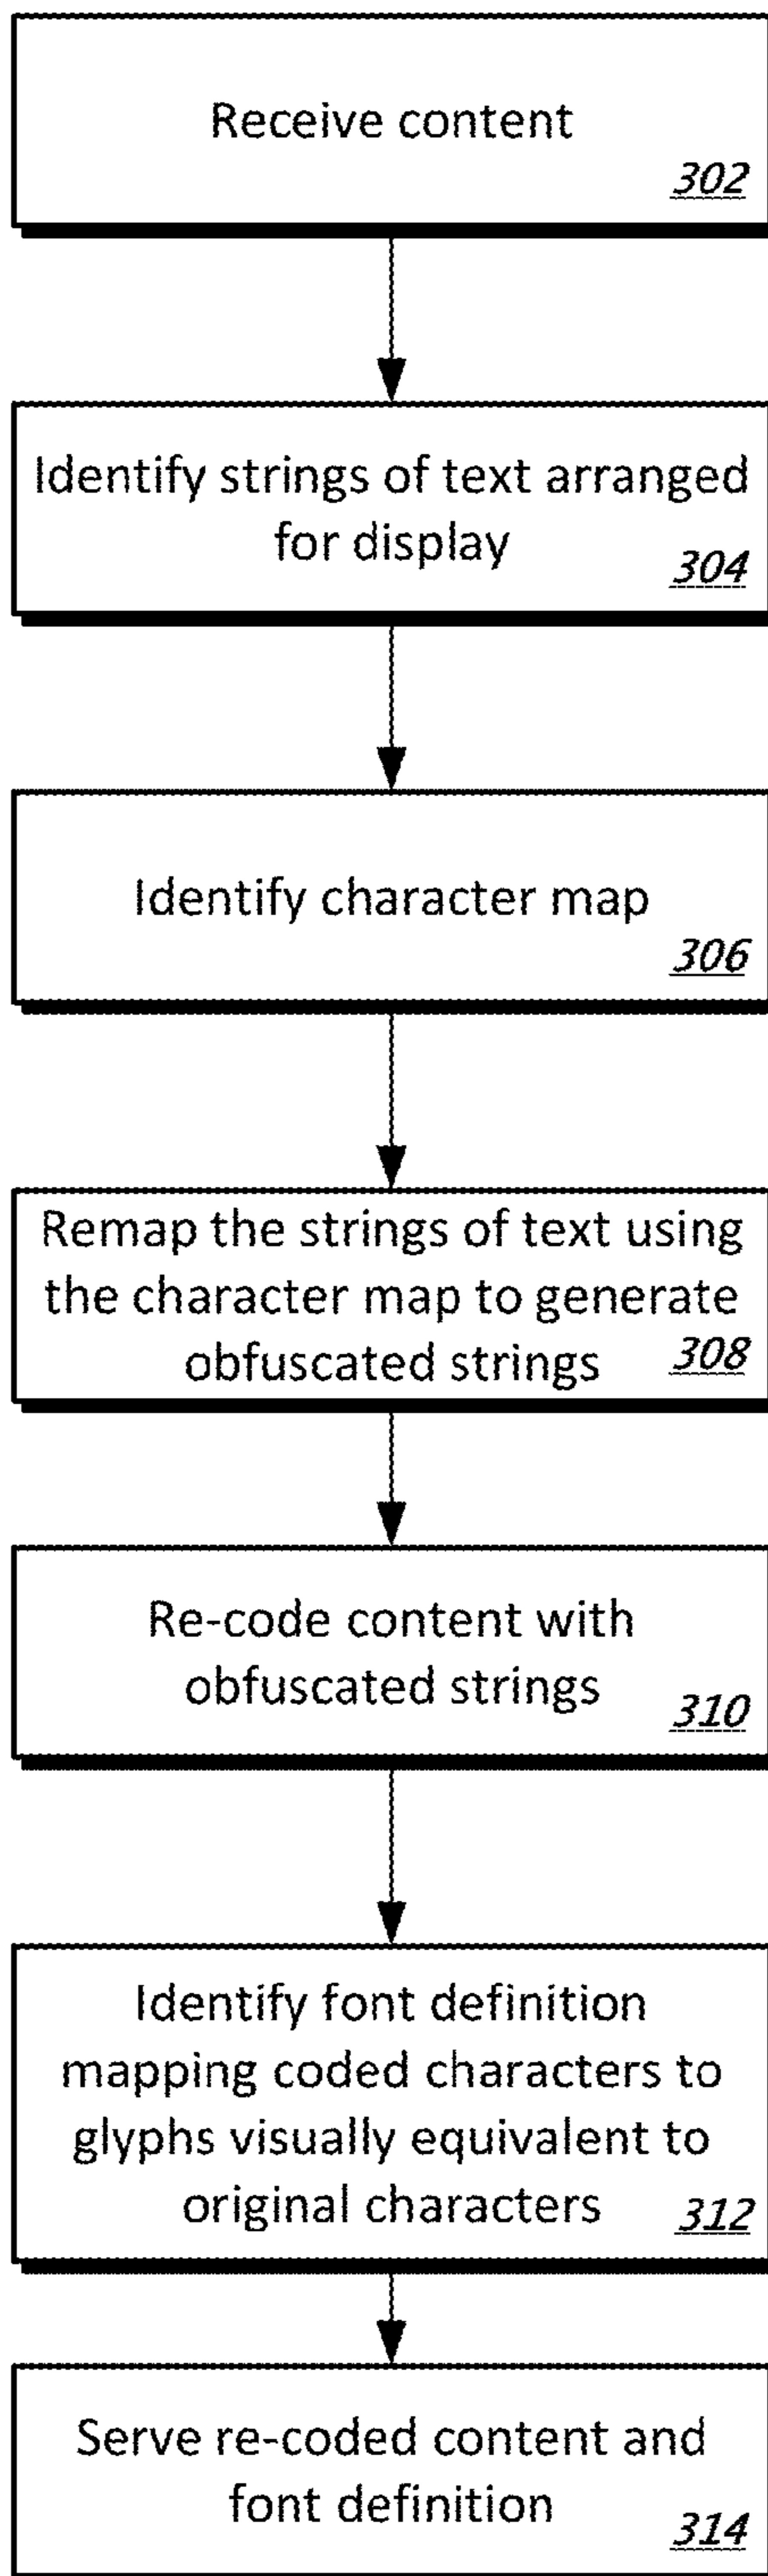 Receive content
302
Identify strings of text arranged
for display
304
Identify character map
306
Remap the strings of text using
the character map to generate
obfuscated strings
308
Re-code content with
obfuscated strings
310
Identify font definition
mapping coded characters to
glyphs visually equivalent to
original characters
312
Serve re-coded content and
font definition
314